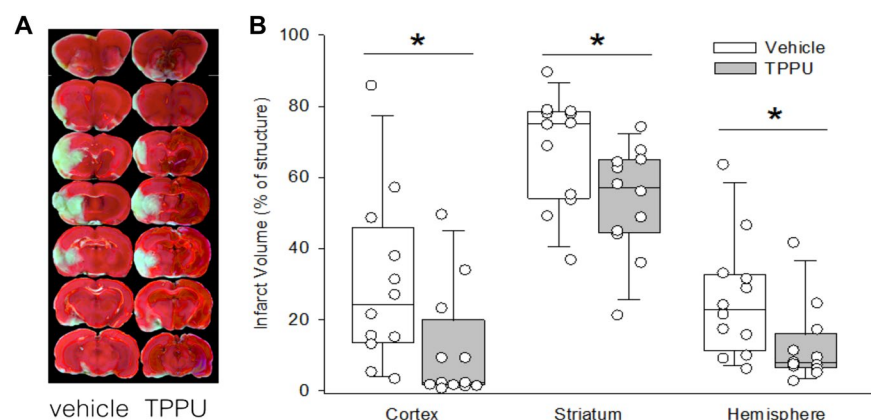 A
B
vehicle TPPU
Infarct Volume (% of structure)
100
80
60
40
20
0
*
*
*
Vehicle
TPPU
Cortex
Striatum
Hemisphere